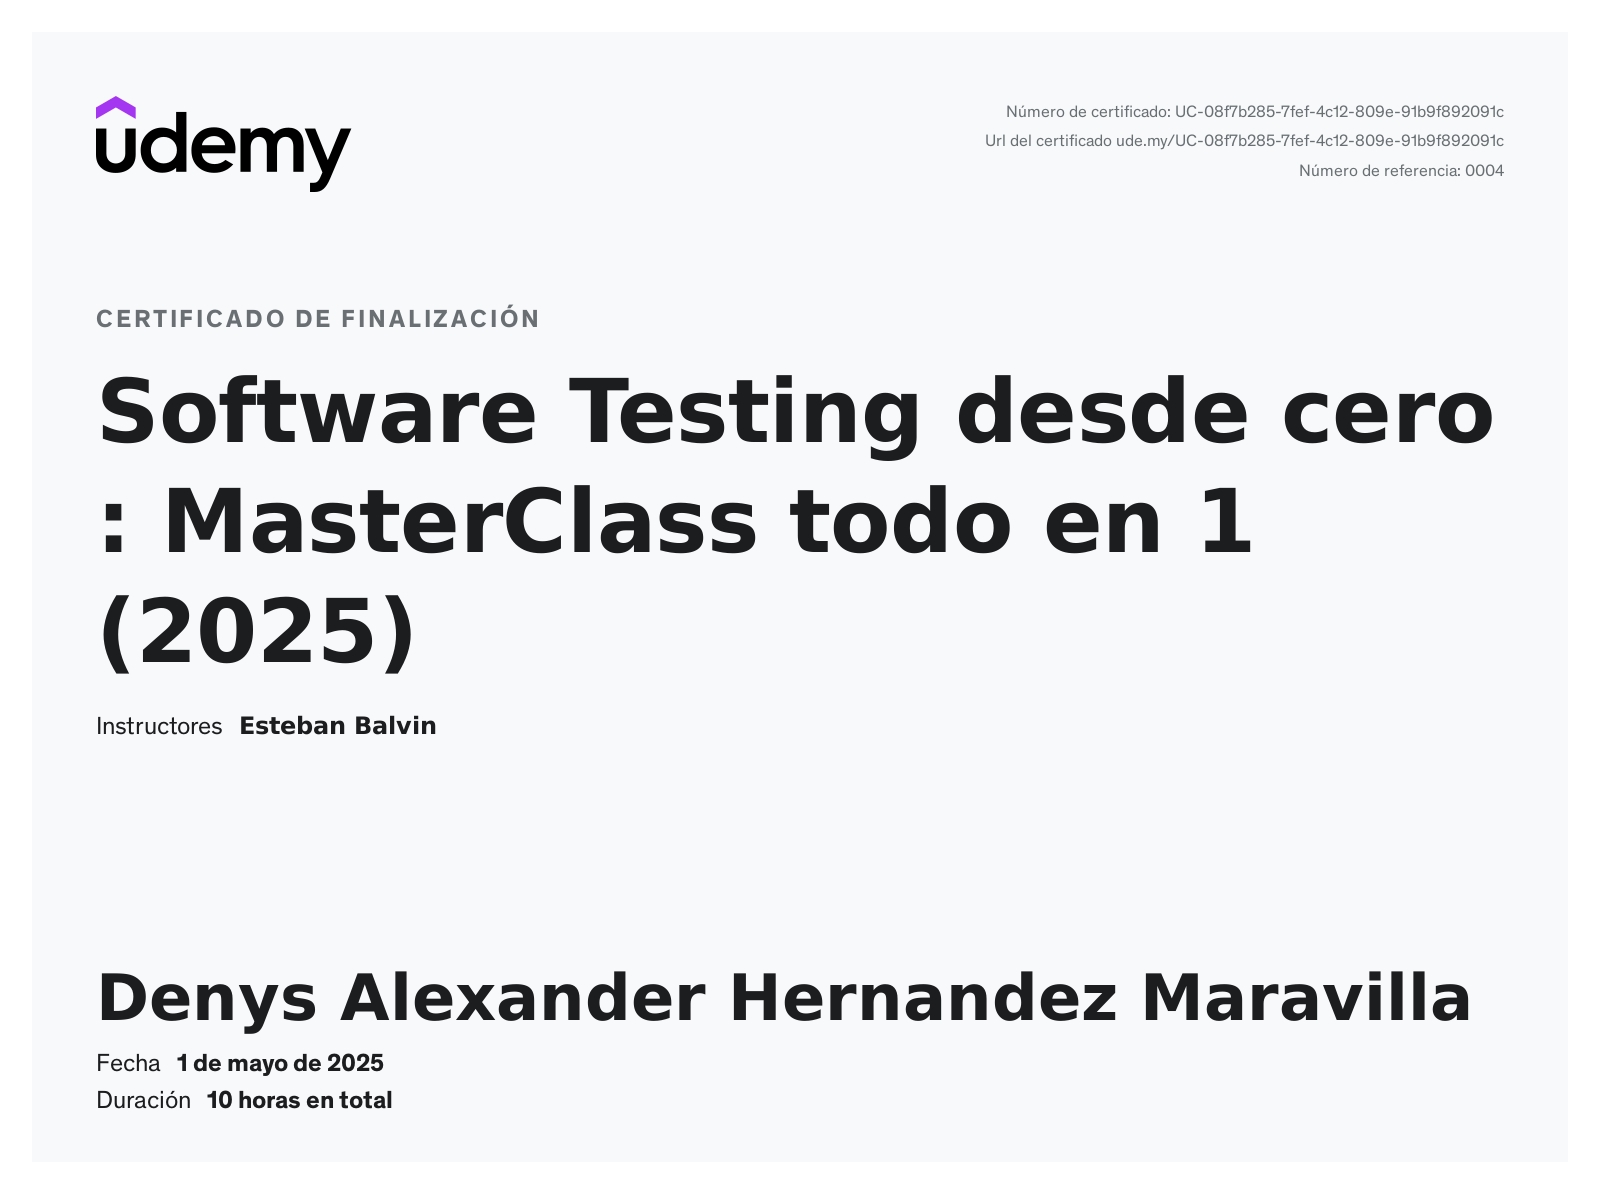 udemy
Número de certificado: UC-08f7b285-7fef-4c12-809e-91b9f892091c
Url del certificado ude.my/UC-08f7b285-7fef-4c12-809e-91b9f892091c
Número de referencia: 0004
CERTIFICADO DE FINALIZACIÓN
Software Testing desde cero
: MasterClass todo en 1
(2025)
Instructores Esteban Balvin
Denys Alexander Hernandez Maravilla
Fecha 1 de mayo de 2025
Duración 10 horas en total